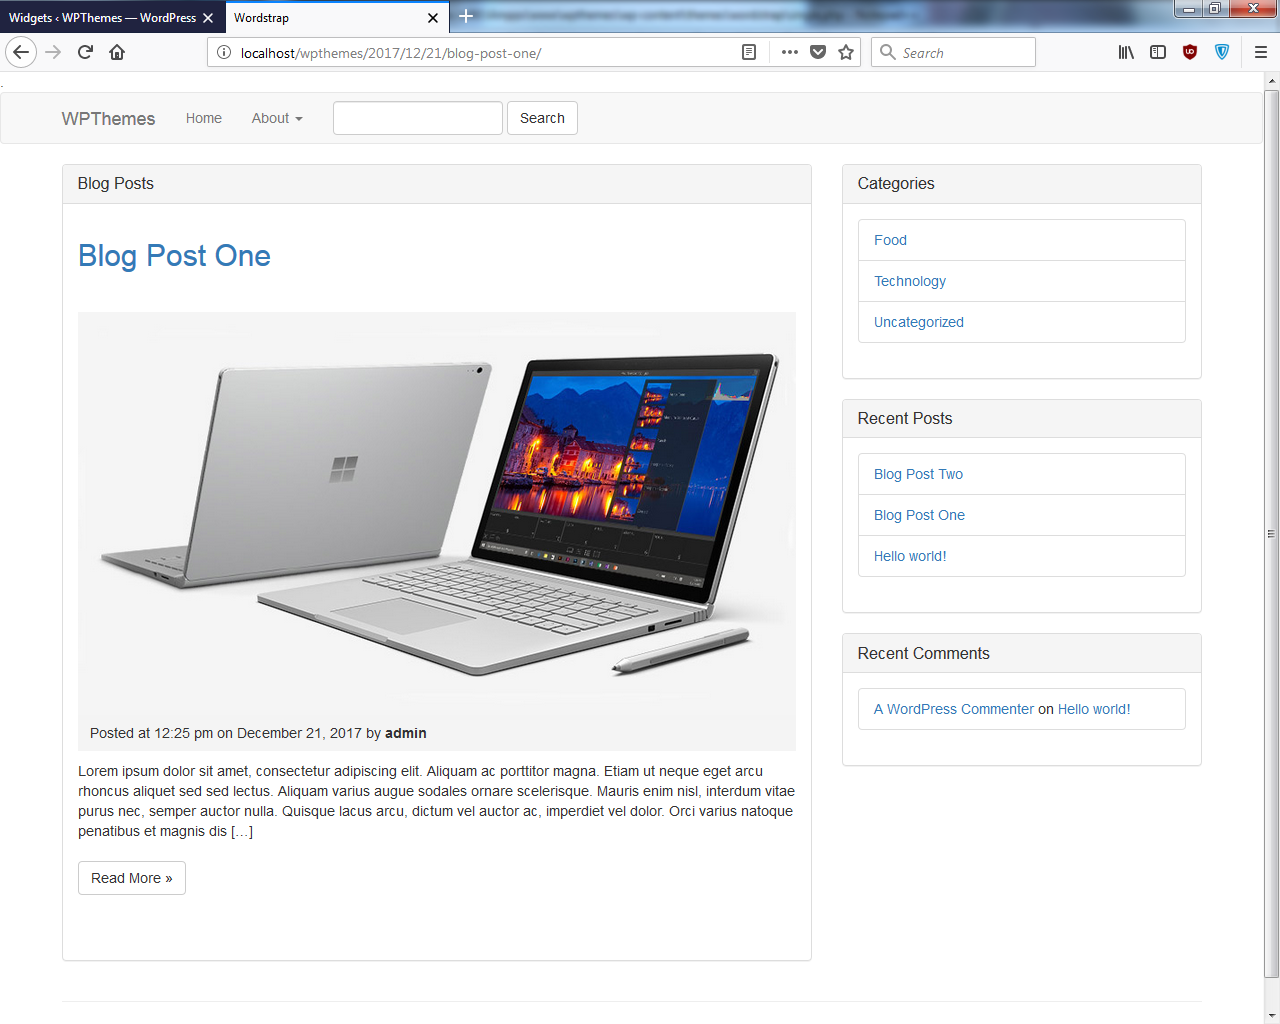 Widgets ‹ WPThemes — WordPress
Wordstrap
localhost/wpthemes/2017/12/21/blog-post-one/
Search
WPThemes
Home
About
Search
Blog Posts
Blog Post One
Posted at 12:25 pm on December 21, 2017 by admin
Lorem ipsum dolor sit amet, consectetur adipiscing elit. Aliquam ac porttitor magna. Etiam ut neque eget arcu
rhoncus aliquet sed sed lectus. Aliquam varius augue sodales ornare scelerisque. Mauris enim nisl, interdum vitae
purus nec, semper auctor nulla. Quisque lacus arcu, dictum vel auctor ac, imperdiet vel dolor. Orci varius natoque
penatibus et magnis dis […]
Read More »
Categories
Food
Technology
Uncategorized
Recent Posts
Blog Post Two
Blog Post One
Hello world!
Recent Comments
A WordPress Commenter on Hello world!